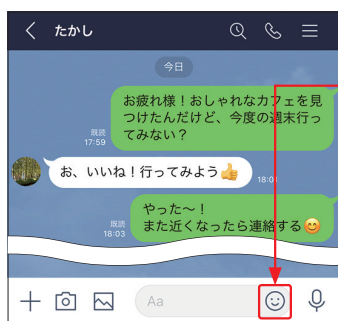 たかし
今日
お疲れ様！おしゃれなカフェを見
つけたんだけど、今度の週末行っ
てみない？
既読
17:59
お、いいね！行ってみよう👍
18:01
やった～！
また近くなったら連絡する😊
既読
18:03
Aa